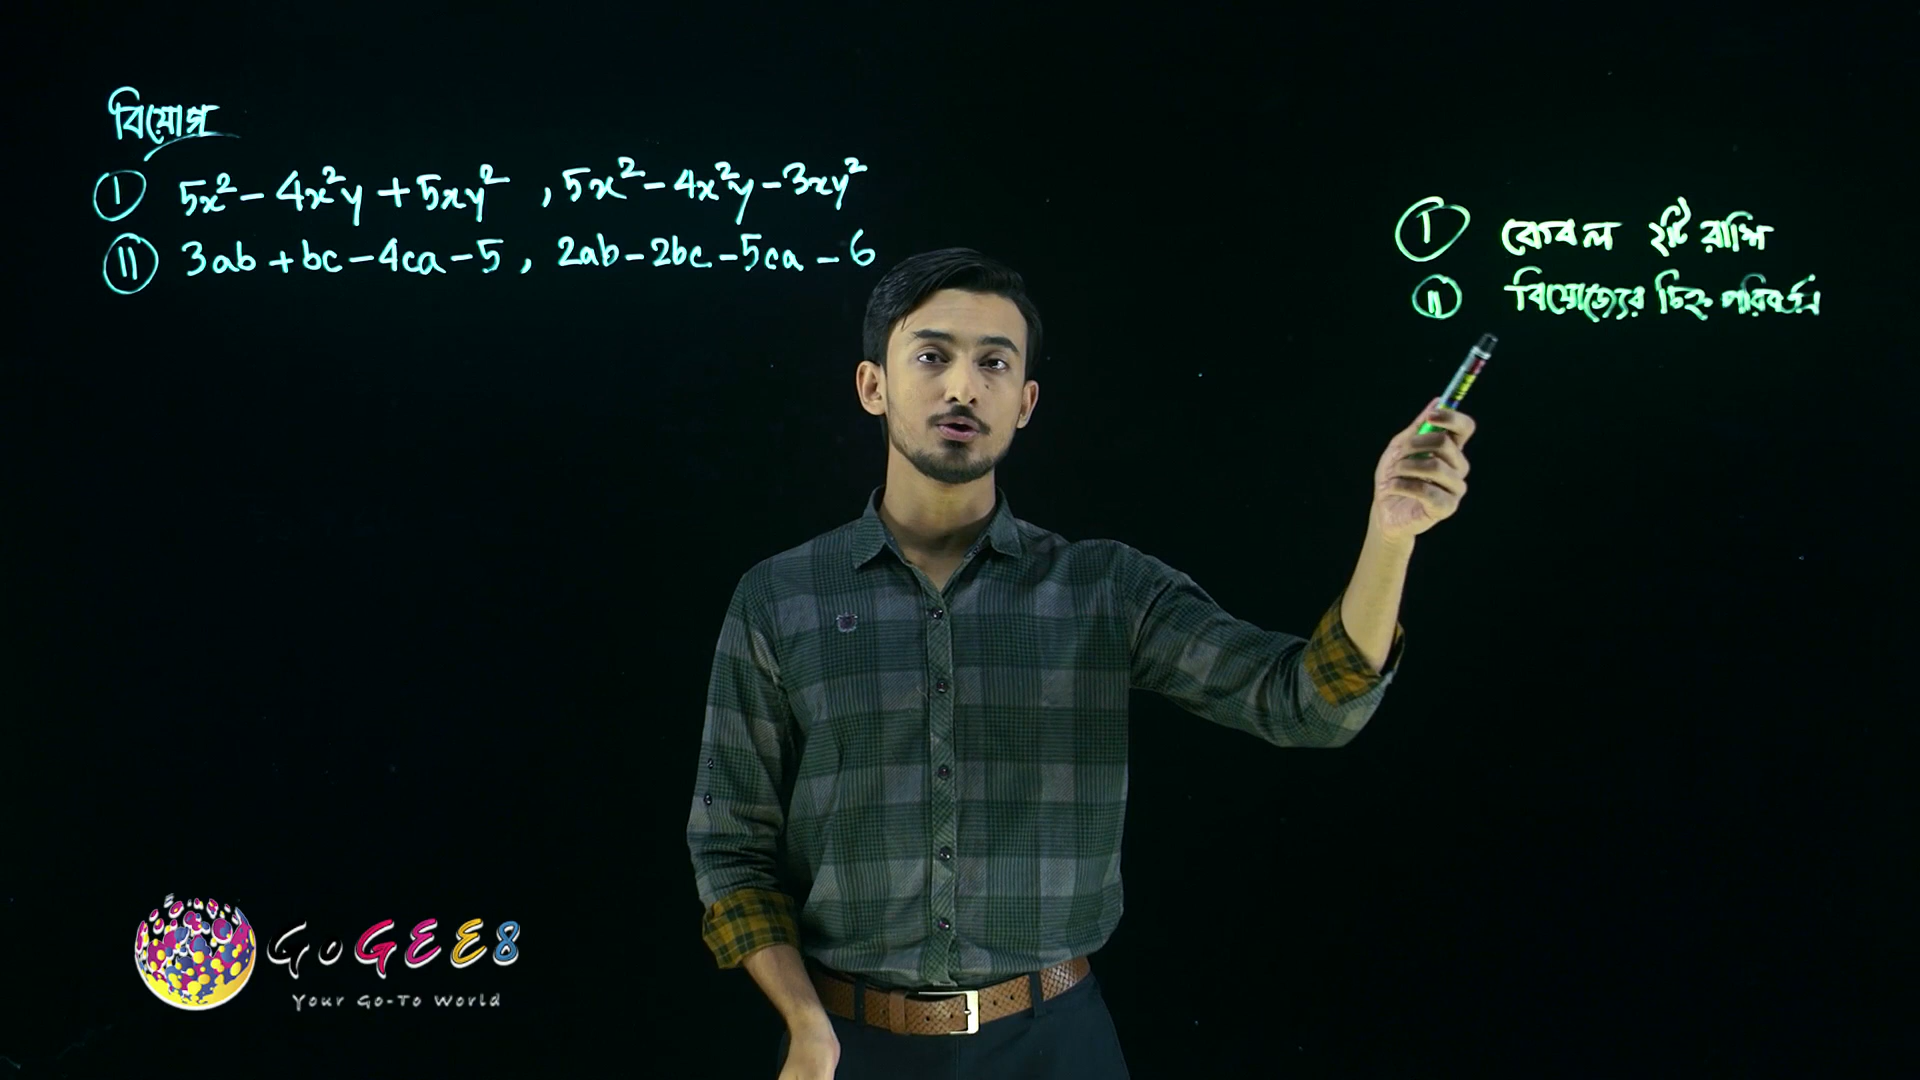 বিয়োগ
I 5x² - 4x²y + 5xy² , 5x² - 4x²y - 3xy²
II 3ab + bc - 4ca - 5 , 2ab - 2bc - 5ca - 6
I কেবল ২টি রাশি
II বিয়োজ্যের চিহ্ন পরিবর্তন
GoGEE8
Your Go-To World